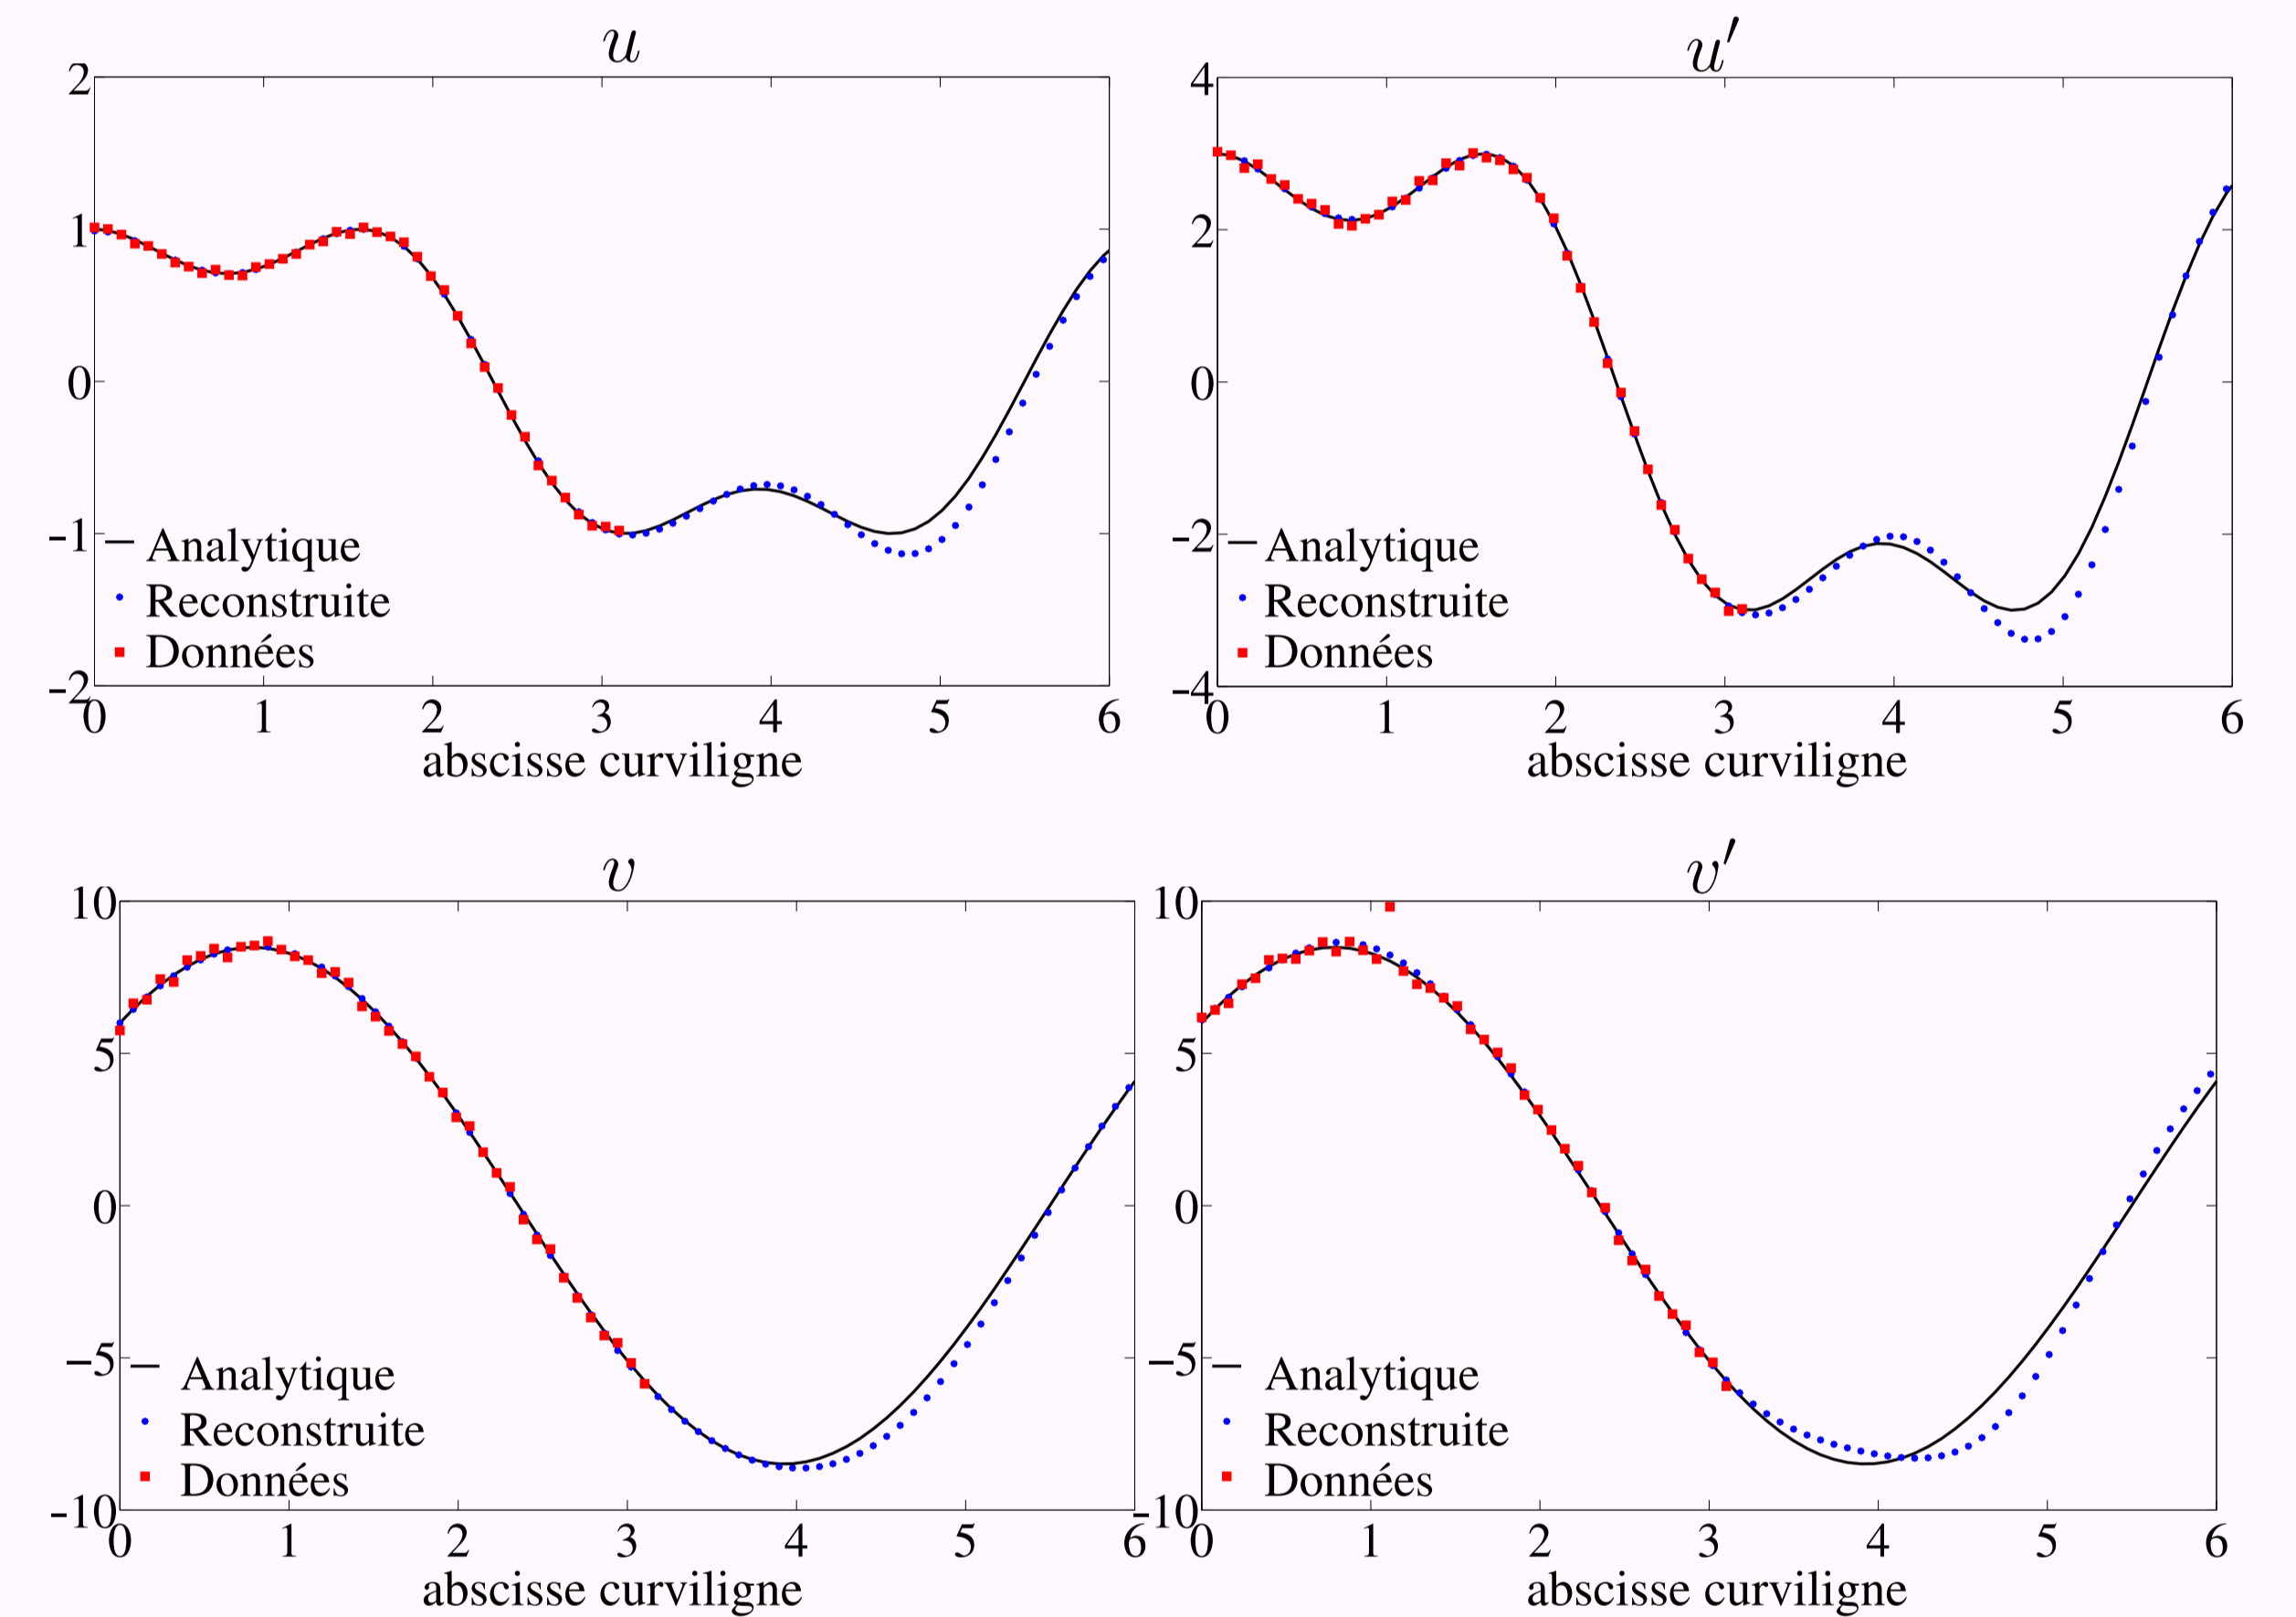 u
2
1
0
−1
−2
Analytique
Reconstruite
Données
0 1 2 3 4 5 6
abscisse curviligne
u′
4
2
0
−2
−4
Analytique
Reconstruite
Données
0 1 2 3 4 5 6
abscisse curviligne
v
10
5
0
−5
−10
Analytique
Reconstruite
Données
0 1 2 3 4 5 6
abscisse curviligne
v′
10
5
0
−5
−10
Analytique
Reconstruite
Données
0 1 2 3 4 5 6
abscisse curviligne